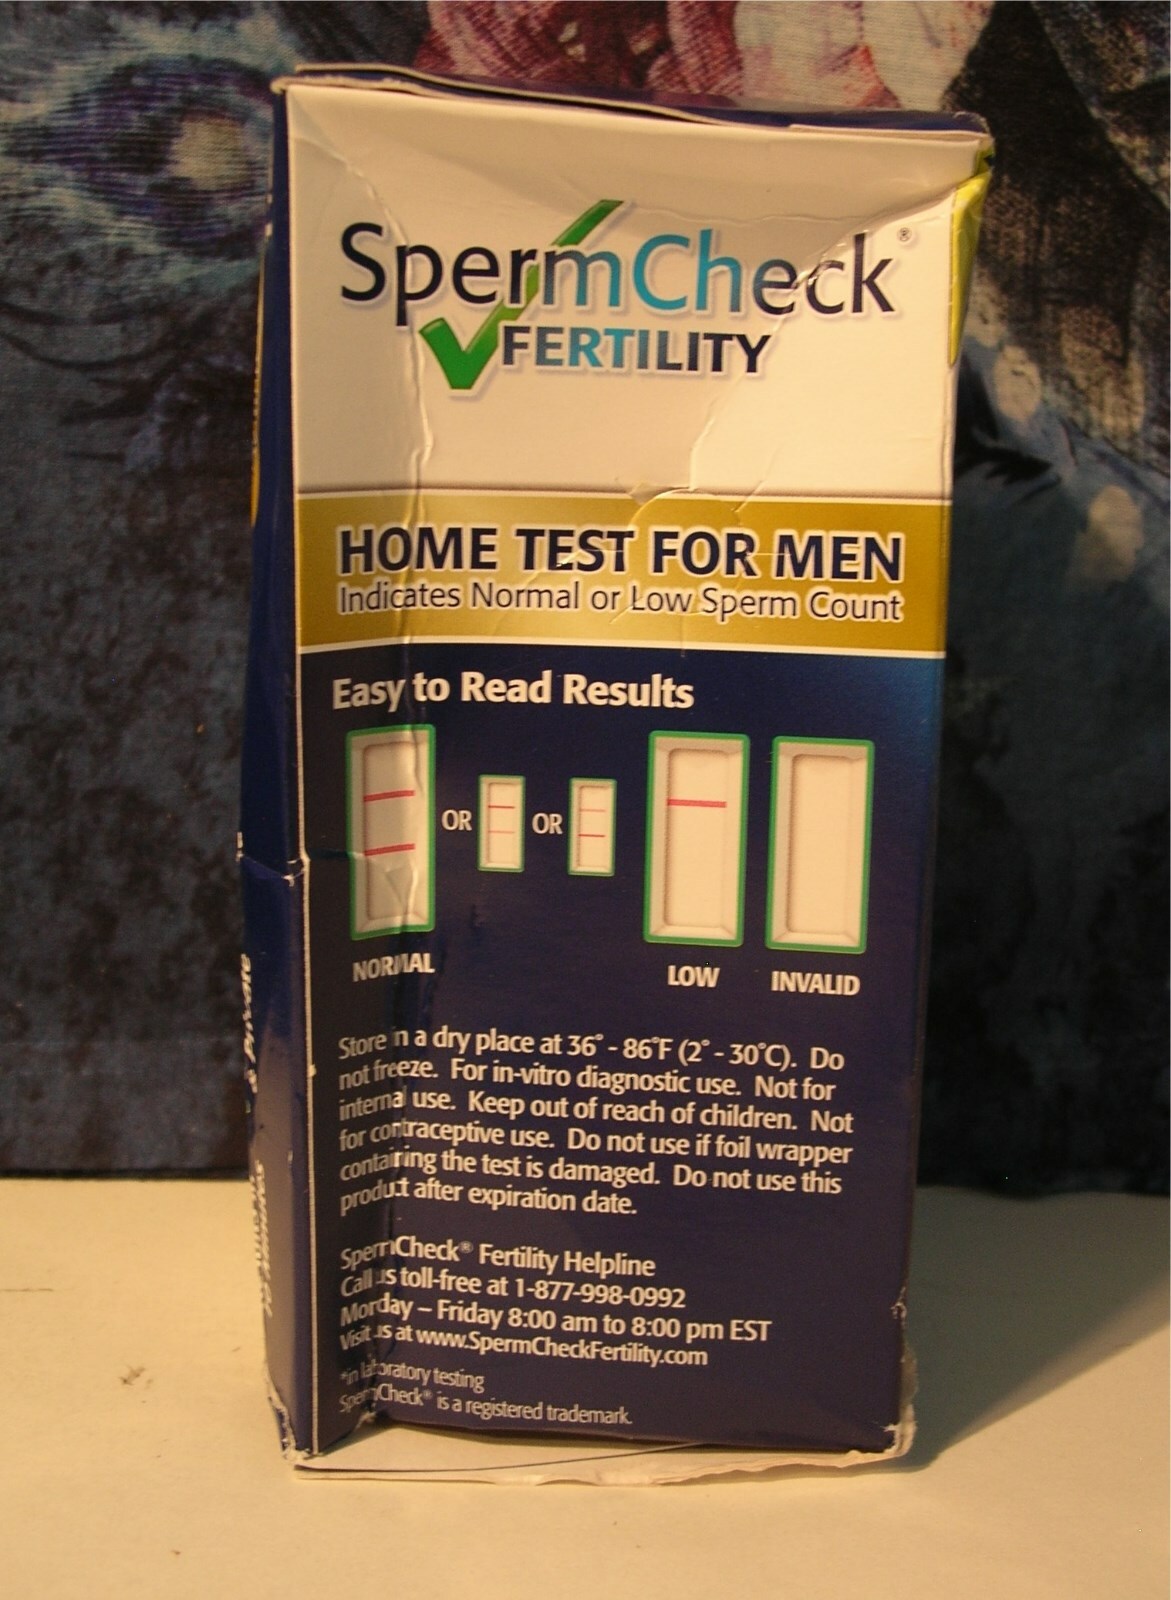 SpermCheck®
FERTILITY
HOME TEST FOR MEN
Indicates Normal or Low Sperm Count
Easy to Read Results
OR OR
NORMAL LOW INVALID
Store in a dry place at 36° - 86°F (2° - 30°C). Do
not freeze. For in-vitro diagnostic use. Not for
internal use. Keep out of reach of children. Not
for contraceptive use. Do not use if foil wrapper
containing the test is damaged. Do not use this
product after expiration date.
SpermCheck® Fertility Helpline
Call us toll-free at 1-877-998-0992
Monday – Friday 8:00 am to 8:00 pm EST
Visit us at www.SpermCheckFertility.com
*in laboratory testing
SpermCheck® is a registered trademark.
& Private